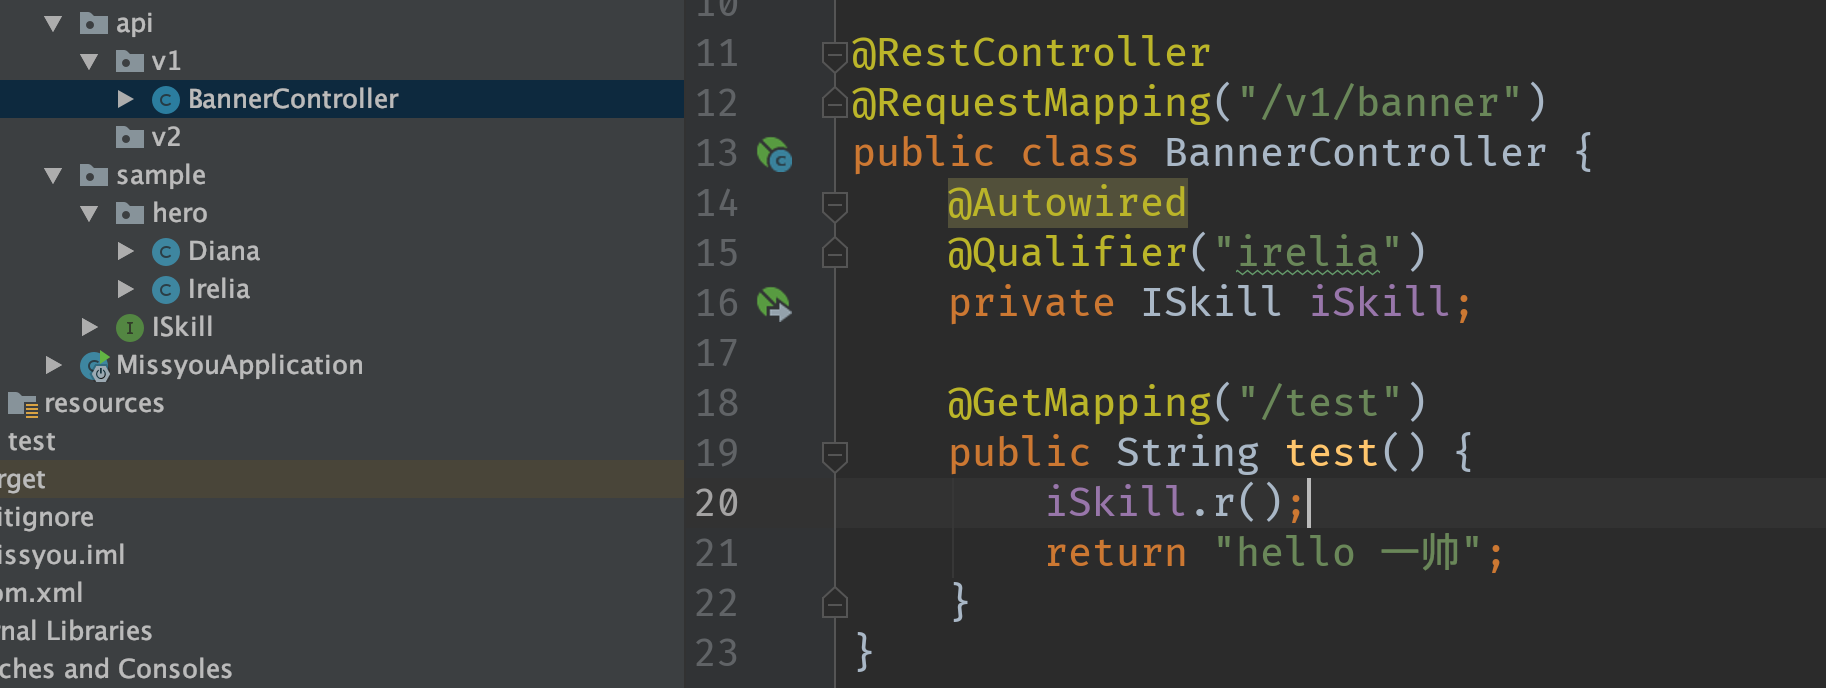 api
v1
BannerController
v2
sample
hero
Diana
Irelia
ISkill
MissyouApplication
resources
test
rget
itignore
issyou.iml
om.xml
nal Libraries
ches and Consoles
10
11 @RestController
12 @RequestMapping("/v1/banner")
13 public class BannerController {
14 @Autowired
15 @Qualifier("irelia")
16 private ISkill iSkill;
17
18 @GetMapping("/test")
19 public String test() {
20 iSkill.r();
21 return "hello 一帅";
22 }
23 }